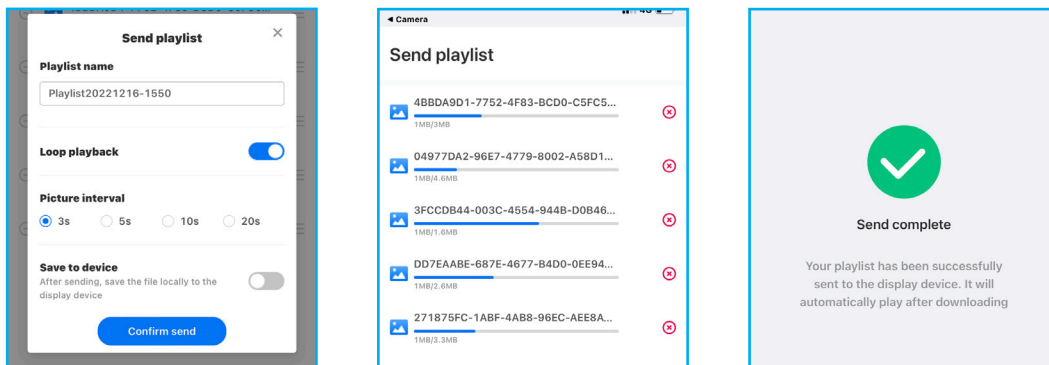 Send playlist
Playlist name
Playlist20221216-1550
Loop playback
Picture interval
3s 5s 10s 20s
Save to device
After sending, save the file locally to the
display device
Confirm send
Camera
4G
Send playlist
4BBDA9D1-7752-4F83-BCD0-C5FC5...
1MB/3MB
04977DA2-96E7-4779-8002-A58D1...
1MB/4.6MB
3FCCDB44-003C-4554-944B-D0B46...
1MB/1.6MB
DD7EAABE-687E-4677-B4D0-0EE94...
1MB/2.6MB
271875FC-1ABF-4AB8-96EC-AEE8A...
1MB/3.3MB
Send complete
Your playlist has been successfully
sent to the display device. It will
automatically play after downloading